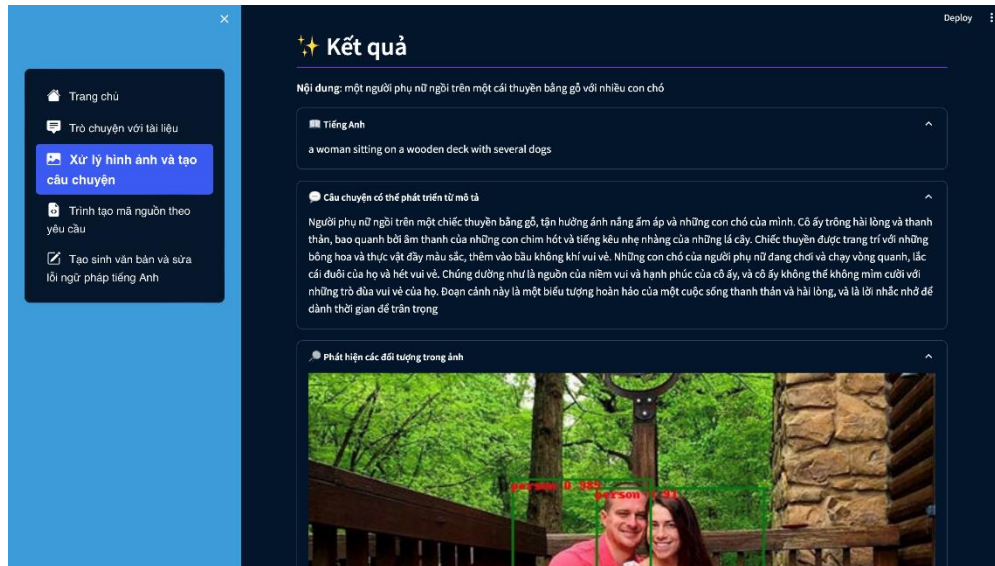 ×
Trang chủ
Trò chuyện với tài liệu
Xử lý hình ảnh và tạo
câu chuyện
Trình tạo mã nguồn theo
yêu cầu
Tạo sinh văn bản và sửa
lỗi ngữ pháp tiếng Anh
Deploy
✨ Kết quả
Nội dung: một người phụ nữ ngồi trên một cái thuyền bằng gỗ với nhiều con chó
Tiếng Anh
a woman sitting on a wooden deck with several dogs
Câu chuyện có thể phát triển từ mô tả
Người phụ nữ ngồi trên một chiếc thuyền bằng gỗ, tận hưởng ánh nắng ấm áp và những con chó của mình. Cô ấy trông hài lòng và thanh
thản, bao quanh bởi âm thanh của những con chim hót và tiếng kêu nhẹ nhàng của những lá cây. Chiếc thuyền được trang trí với những
bông hoa và thực vật đầy màu sắc, thêm vào bầu không khí vui vẻ. Những con chó của người phụ nữ đang chơi và chạy vòng quanh, lắc
cái đuôi của họ và hét vui vẻ. Chúng dường như là nguồn của niềm vui và hạnh phúc của cô ấy, và cô ấy không thể không mỉm cười với
những trò đùa vui vẻ của họ. Đoạn cảnh này là một biểu tượng hoàn hảo của một cuộc sống thanh thản và hài lòng, và là lời nhắc nhở để
dành thời gian để trân trọng
Phát hiện các đối tượng trong ảnh
person
person